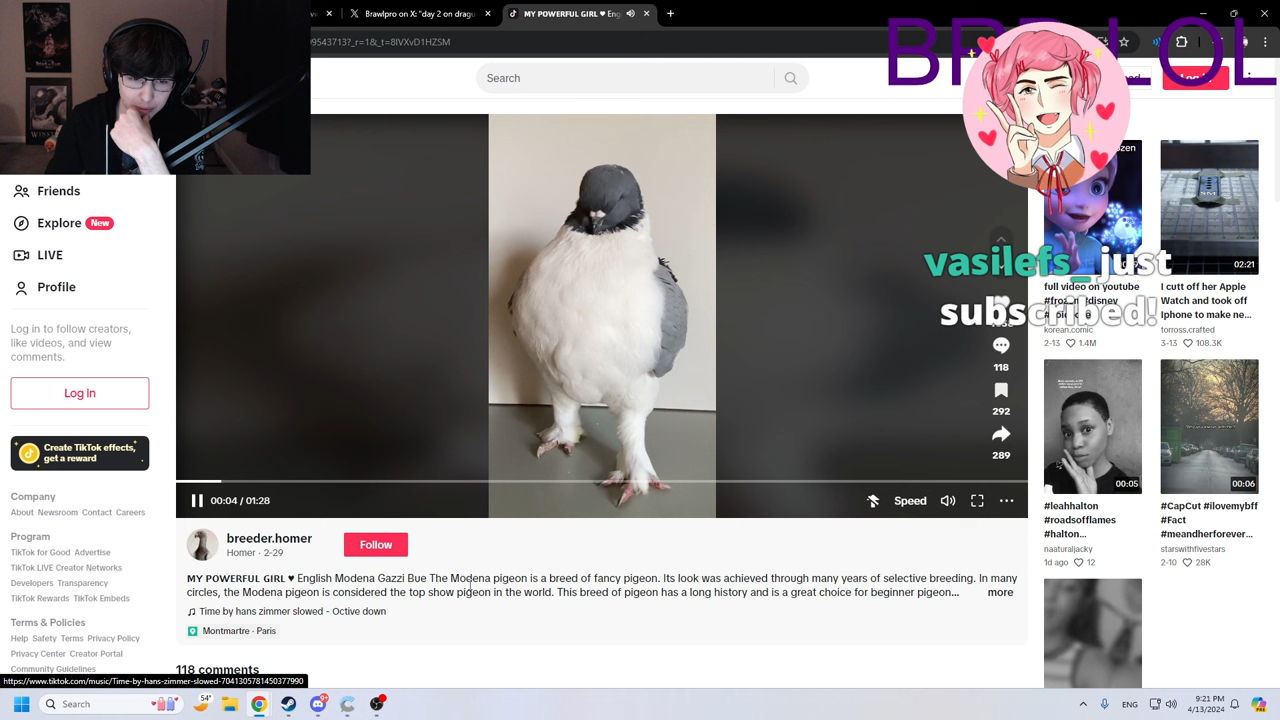 Brawlpro on X: "day 2 on dragu
MY POWERFUL GIRL ♥ Eng
09543713?_r=1&_t=8lVXvD1HZSM
Search
Friends
Explore New
LIVE
Profile
Log in to follow creators,
like videos, and view
comments.
Log in
Create TikTok effects,
get a reward
Company
About Newsroom Contact Careers
Program
TikTok for Good Advertise
TikTok LIVE Creator Networks
Developers Transparency
TikTok Rewards TikTok Embeds
Terms & Policies
Help Safety Terms Privacy Policy
Privacy Center Creator Portal
Community Guidelines
https://www.tiktok.com/music/Time-by-hans-zimmer-slowed-7041305451450377990
118
292
289
00:04 / 01:28
Speed
breeder.homer
Homer · 2-29
Follow
MY POWERFUL GIRL ♥ English Modena Gazzi Bue The Modena pigeon is a breed of fancy pigeon. Its look was achieved through many years of selective breeding. In many
circles, the Modena pigeon is considered the top show pigeon in the world. This breed of pigeon has a long history and is a great choice for beginner pigeon... more
♫ Time by hans zimmer slowed - Octive down
Montmartre · Paris
118 comments
vasilefs_ just
subscribed!
full video on youtube
korean.comic
2-13 1.4M
02:21
I cutt off her Apple
Watch and took off
Iphone to make ne...
torross.crafted
3-13 108.3K
00:05
#leahhalton
#roadsofflames
#halton...
naaturaljacky
1d ago 12
00:06
#CapCut #ilovemybff
#Fact
#meandherforever...
starswithfivestars
2-10 28K
54°
Search
ENG
9:21 PM
4/13/2024